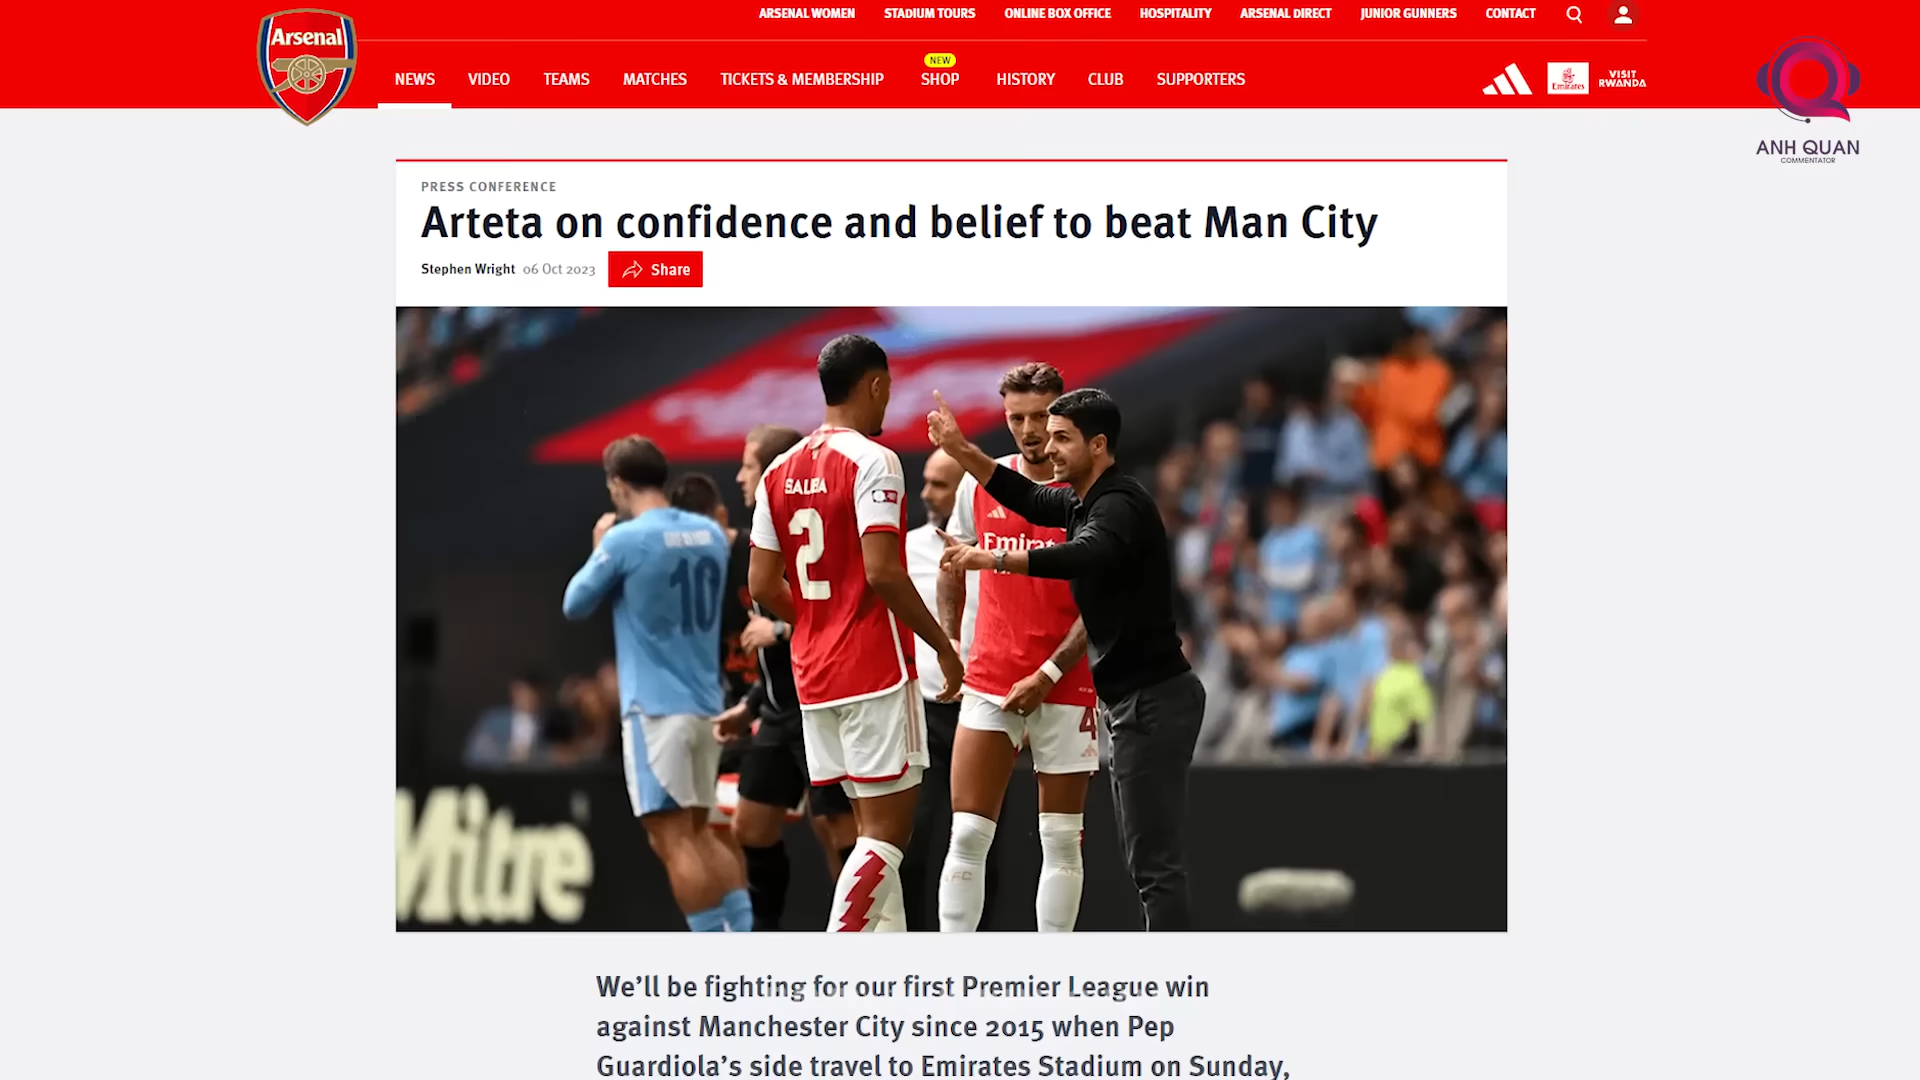 ARSENAL WOMEN STADIUM TOURS ONLINE BOX OFFICE HOSPITALITY ARSENAL DIRECT JUNIOR GUNNERS CONTACT
Arsenal
NEW
NEWS VIDEO TEAMS MATCHES TICKETS & MEMBERSHIP SHOP HISTORY CLUB SUPPORTERS
Emirates
VISIT
RWANDA
ANH QUAN
COMMENTATOR
PRESS CONFERENCE
Arteta on confidence and belief to beat Man City
Stephen Wright 06 Oct 2023 Share
SALIBA
2
10
Emirat
4
Mitre
We’ll be fighting for our first Premier League win
against Manchester City since 2015 when Pep
Guardiola’s side travel to Emirates Stadium on Sunday,